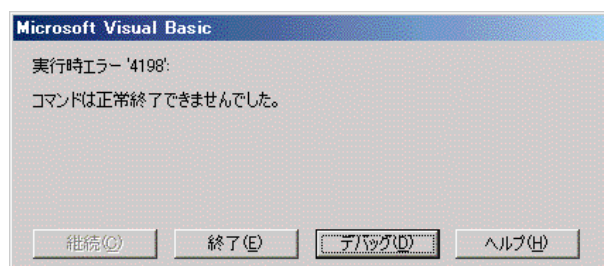 Microsoft Visual Basic
実行時エラー '4198':
コマンドは正常終了できませんでした。
継続(C) 終了(E) デバッグ(D) ヘルプ(H)